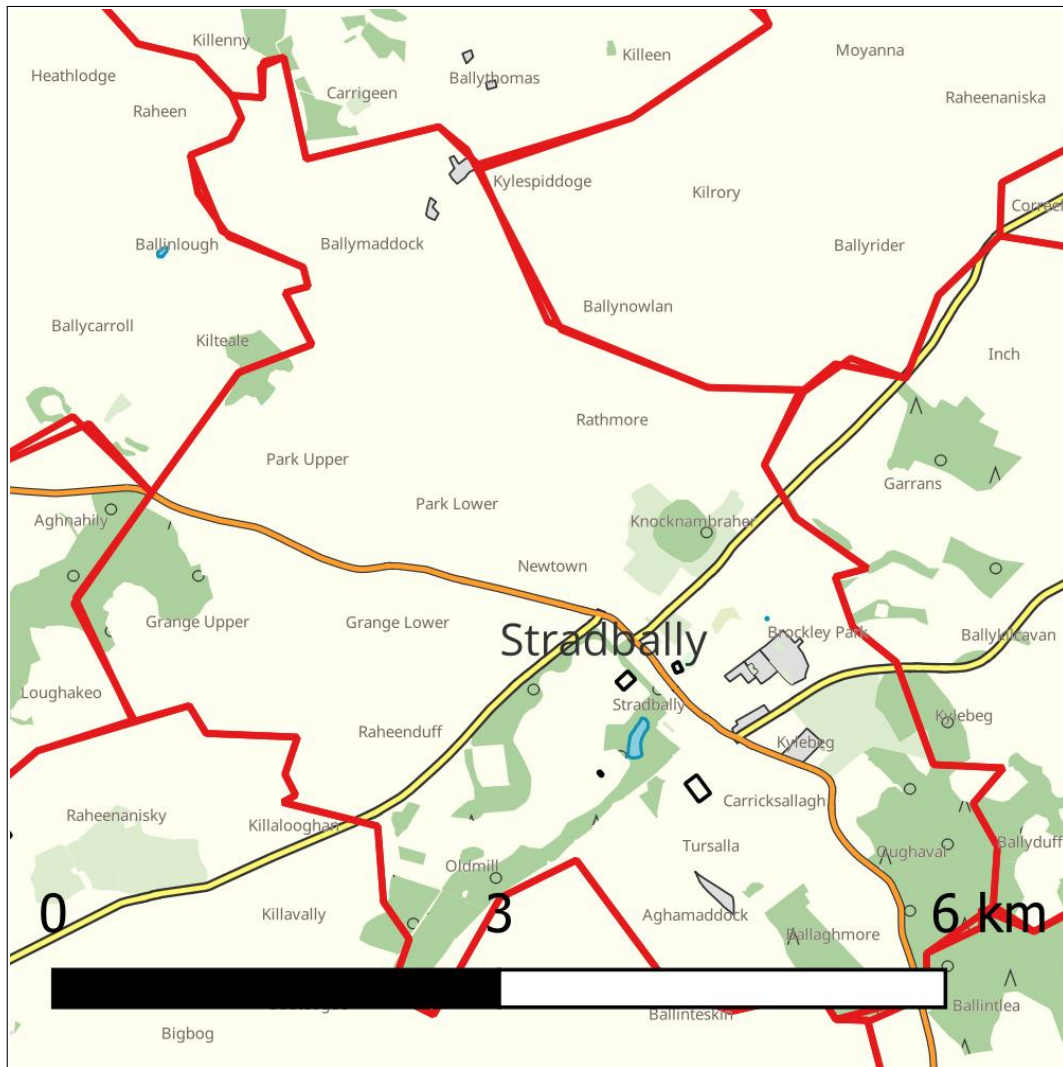 Killenny
Moyanna
Killeen
Heathlodge
Ballythomas
Carrigeen
Raheenaniska
Raheen
Kylespiddoge
Kilrory
Ballinlough
Ballymaddock
Ballyrider
Ballynowlan
Ballycarroll
Kilteale
Inch
Rathmore
Park Upper
Garrans
Park Lower
Aghnahily
Knocknambraher
Newtown
Grange Upper
Grange Lower
Stradbally
Brockley Park
Ballykilcavan
Loughakeo
Stradbally
Kylebeg
Raheenduff
Kylebeg
Carricksallagh
Raheenanisky
Killalooghan
Tursalla
Ballyduff
Oughaval
Oldmill
0 3 6 km
Killavally
Aghamaddock
Ballaghmore
Ballintlea
Ballinteskin
Bigbog